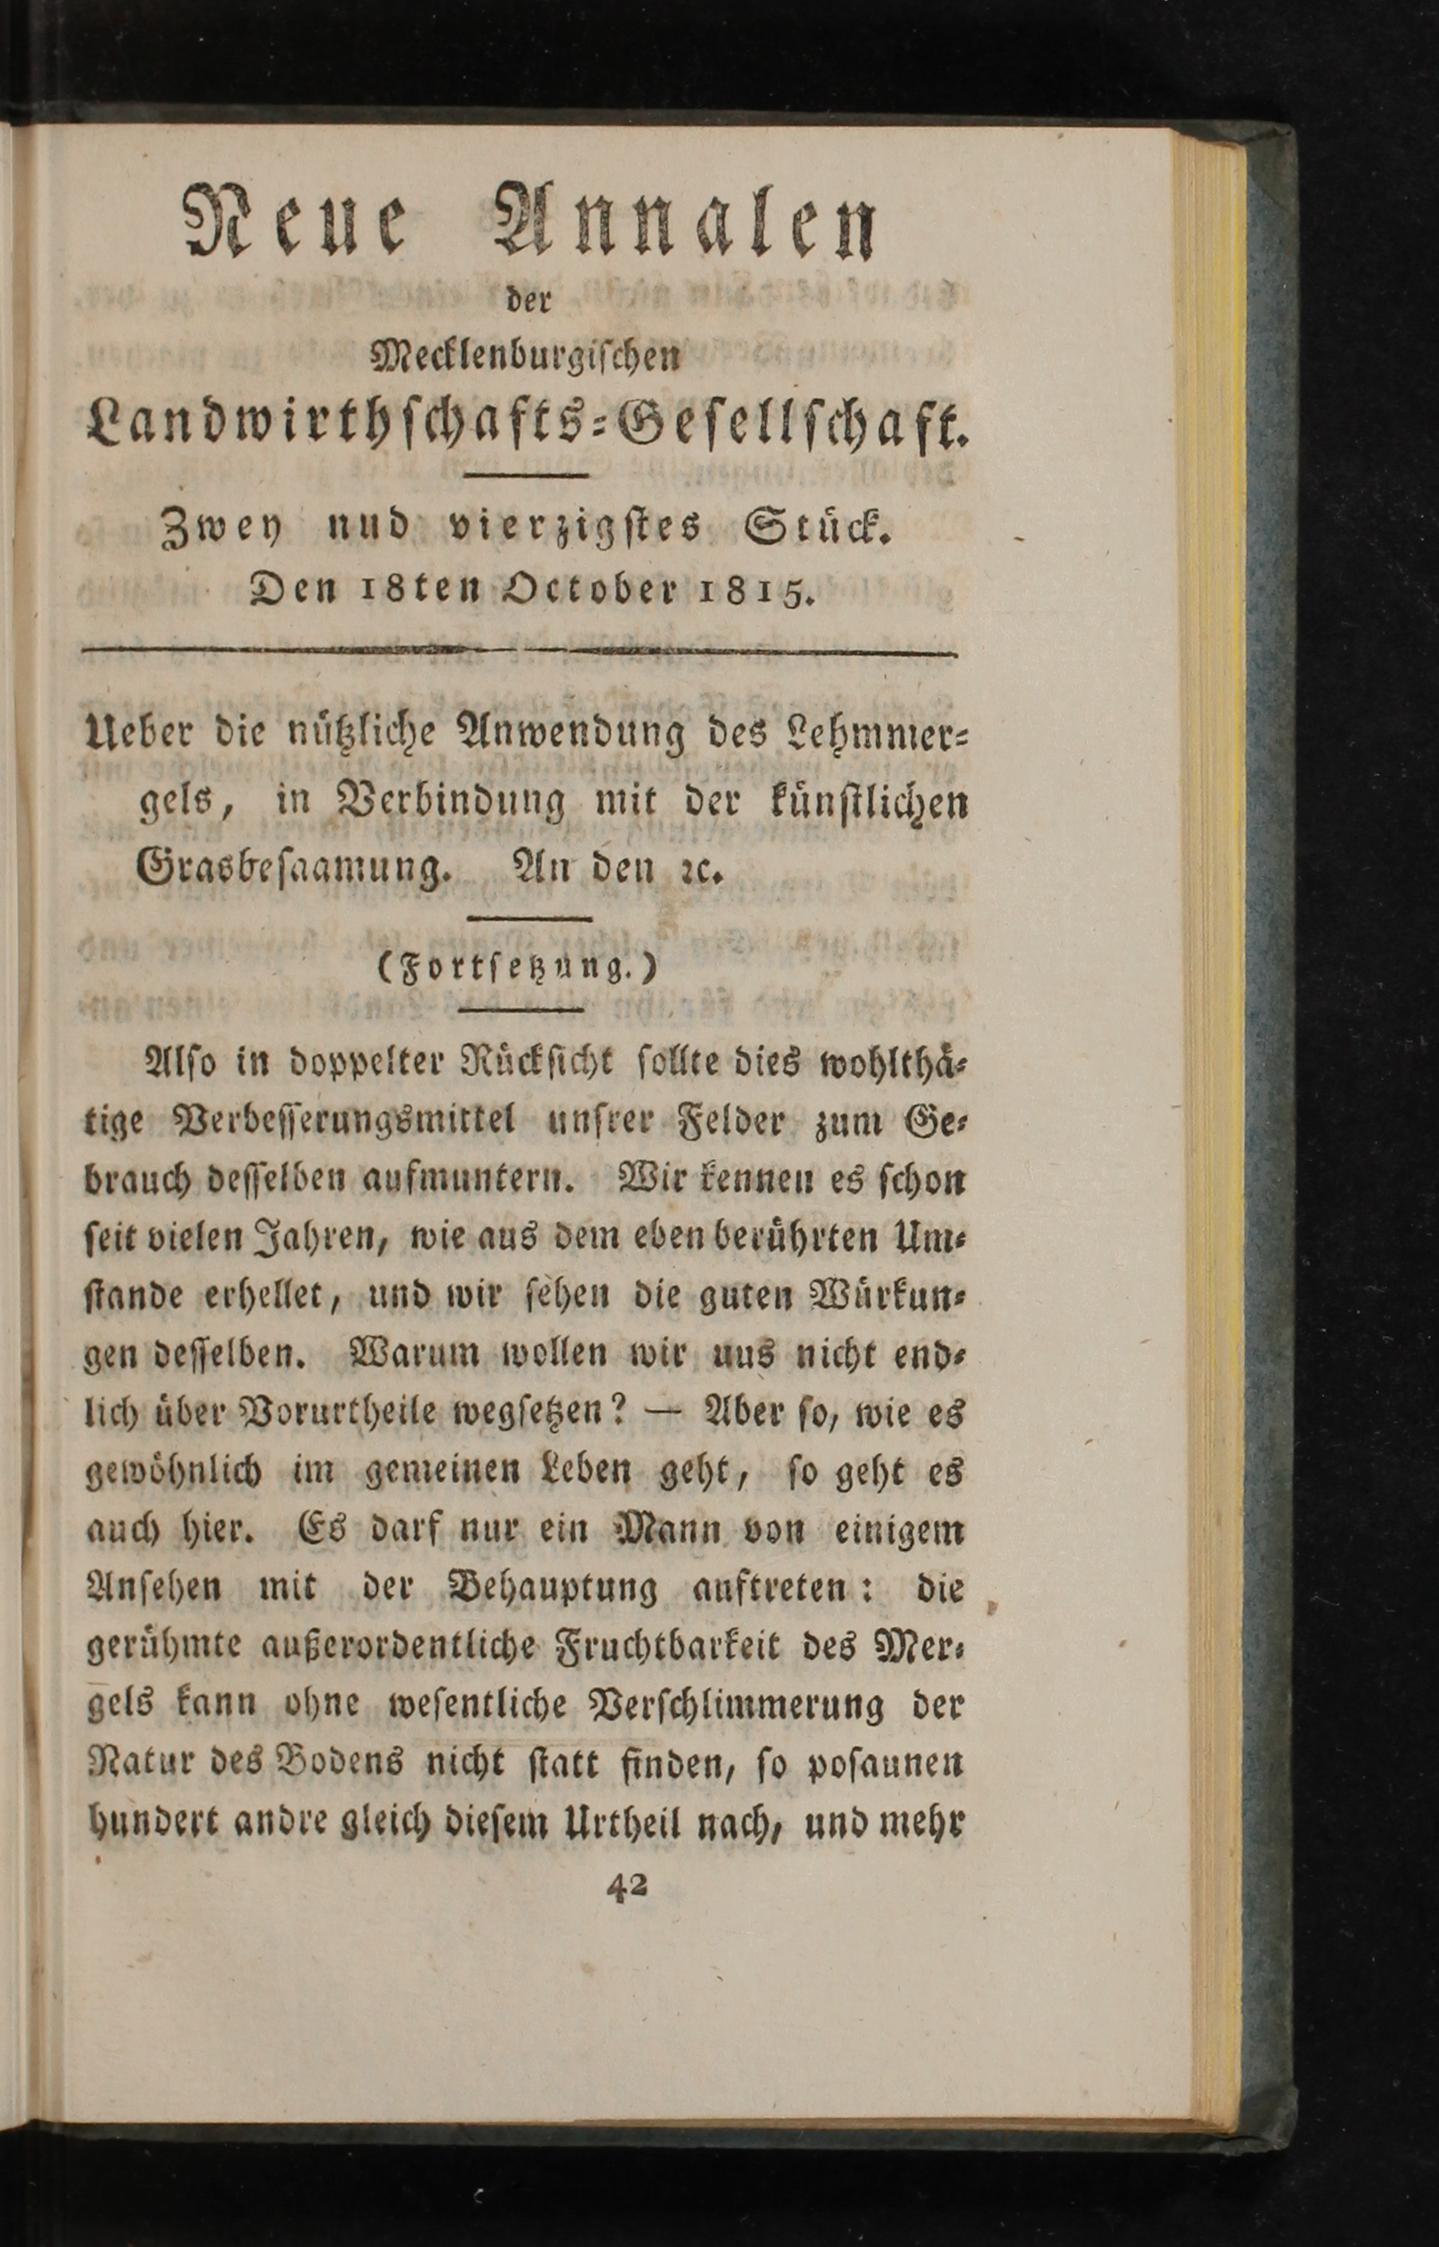 Neue Annalen
der
Mecklenburgiſchen
Landwirthſchafts-Geſellſchaft.
Zwey nud vierzigſtes Stück.
Den 18ten October 1815.
Ueber die nützliche Anwendung des Lehmmer-
gels, in Verbindung mit der künſtlichen
Grasbeſaamung. An den ꝛc.
(Fortſetzung.)
Alſo in doppelter Rückſicht ſollte dies wohlthä-
tige Verbeſſerungsmittel unſrer Felder zum Ge-
brauch deſſelben aufmuntern. Wir kennen es ſchon
ſeit vielen Jahren, wie aus dem eben berührten Um-
ſtande erhellet, und wir ſehen die guten Würkun-
gen deſſelben. Warum wollen wir uns nicht end-
lich über Vorurtheile wegſetzen? — Aber ſo, wie es
gewöhnlich im gemeinen Leben geht, ſo geht es
auch hier. Es darf nur ein Mann von einigem
Anſehen mit der Behauptung auftreten: die
gerühmte außerordentliche Fruchtbarkeit des Mer-
gels kann ohne weſentliche Verſchlimmerung der
Natur des Bodens nicht ſtatt finden, ſo poſaunen
hundert andre gleich dieſem Urtheil nach, und mehr
42